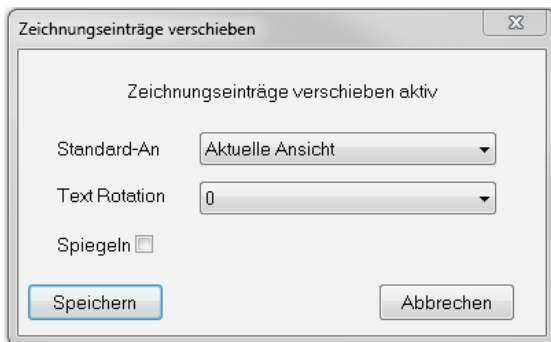 Zeichnungseinträge verschieben
Zeichnungseinträge verschieben aktiv
Standard-An Aktuelle Ansicht
Text Rotation 0
Spiegeln
Speichern Abbrechen